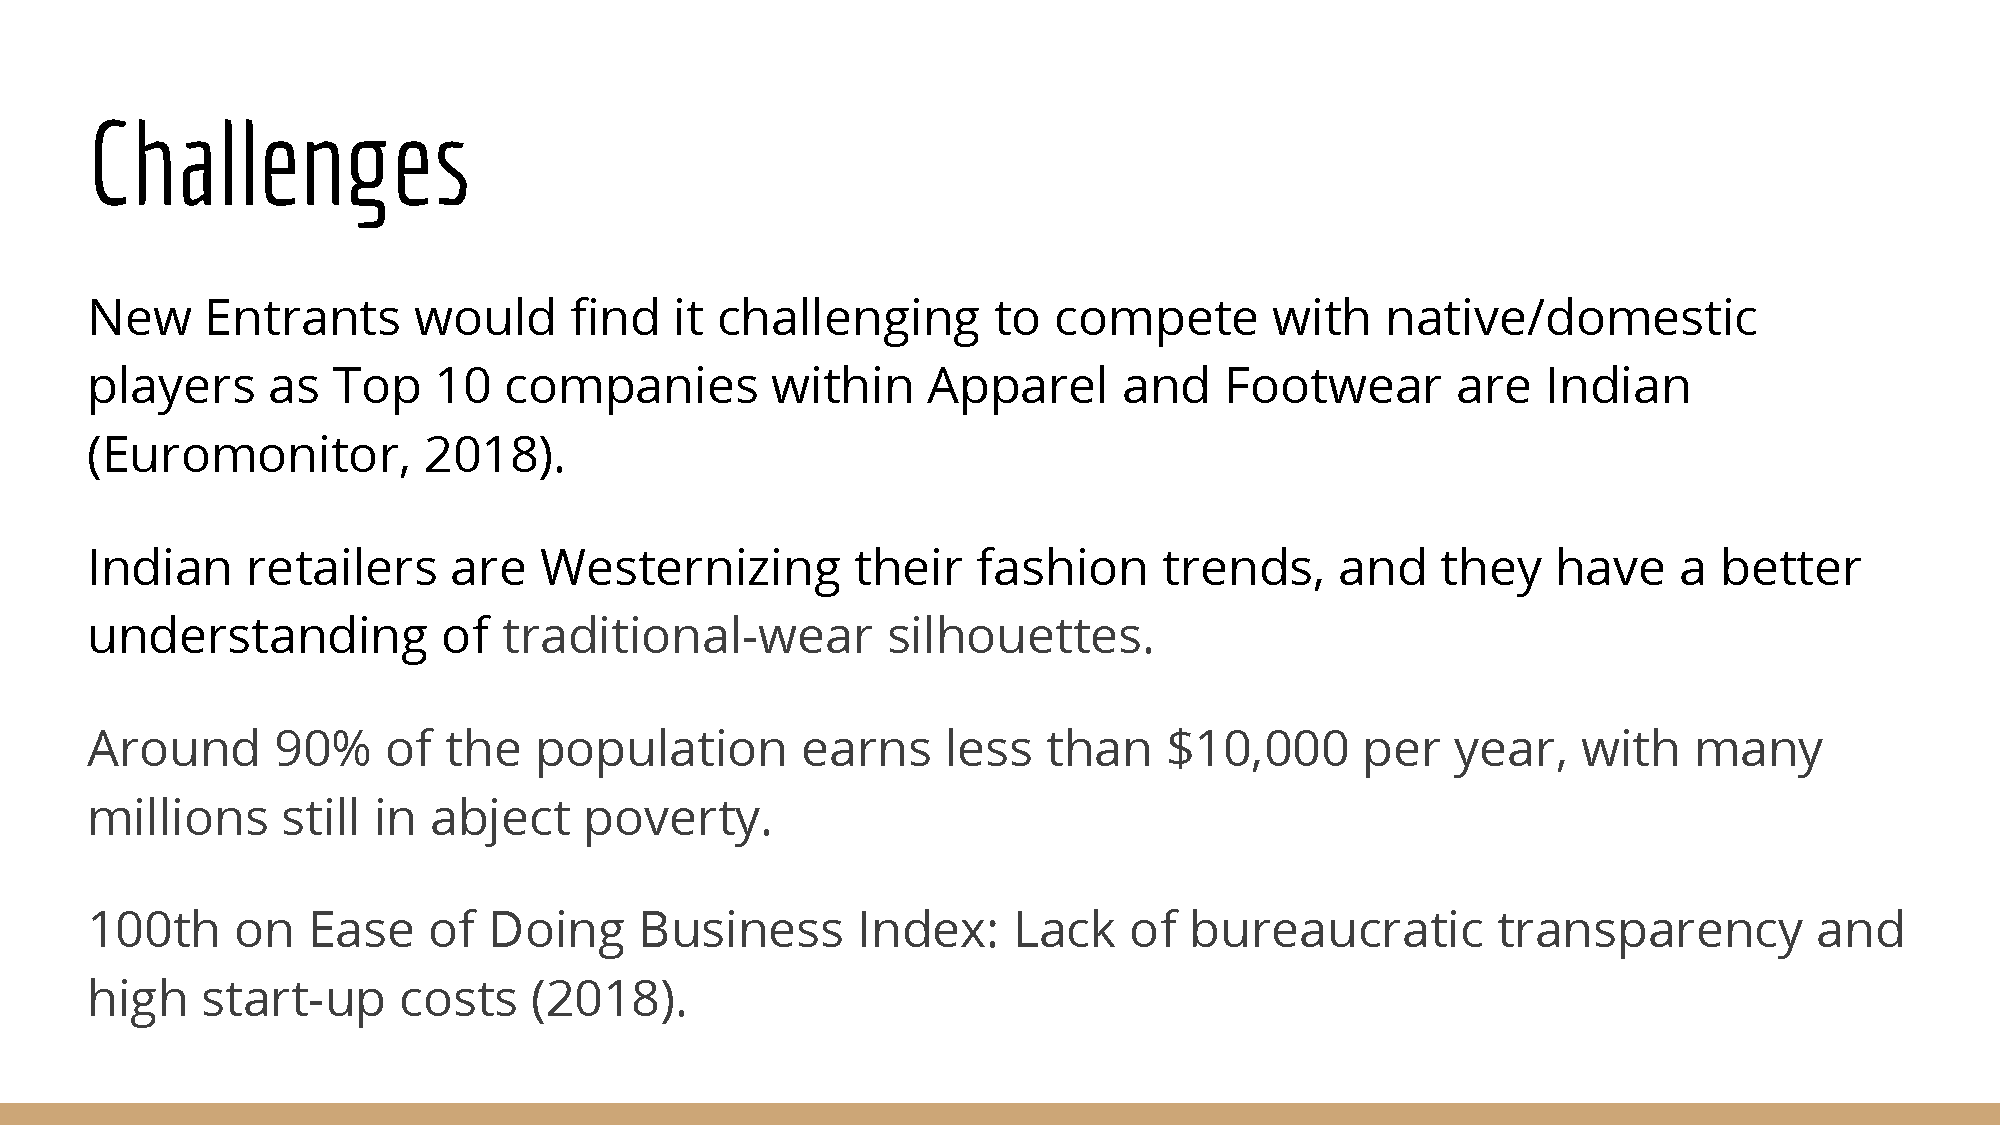 Challenges
New Entrants would find it challenging to compete with native/domestic
players as Top 10 companies within Apparel and Footwear are Indian
(Euromonitor, 2018).
Indian retailers are Westernizing their fashion trends, and they have a better
understanding of traditional-wear silhouettes.
Around 90% of the population earns less than $10,000 per year, with many
millions still in abject poverty.
100th on Ease of Doing Business Index: Lack of bureaucratic transparency and
high start-up costs (2018).